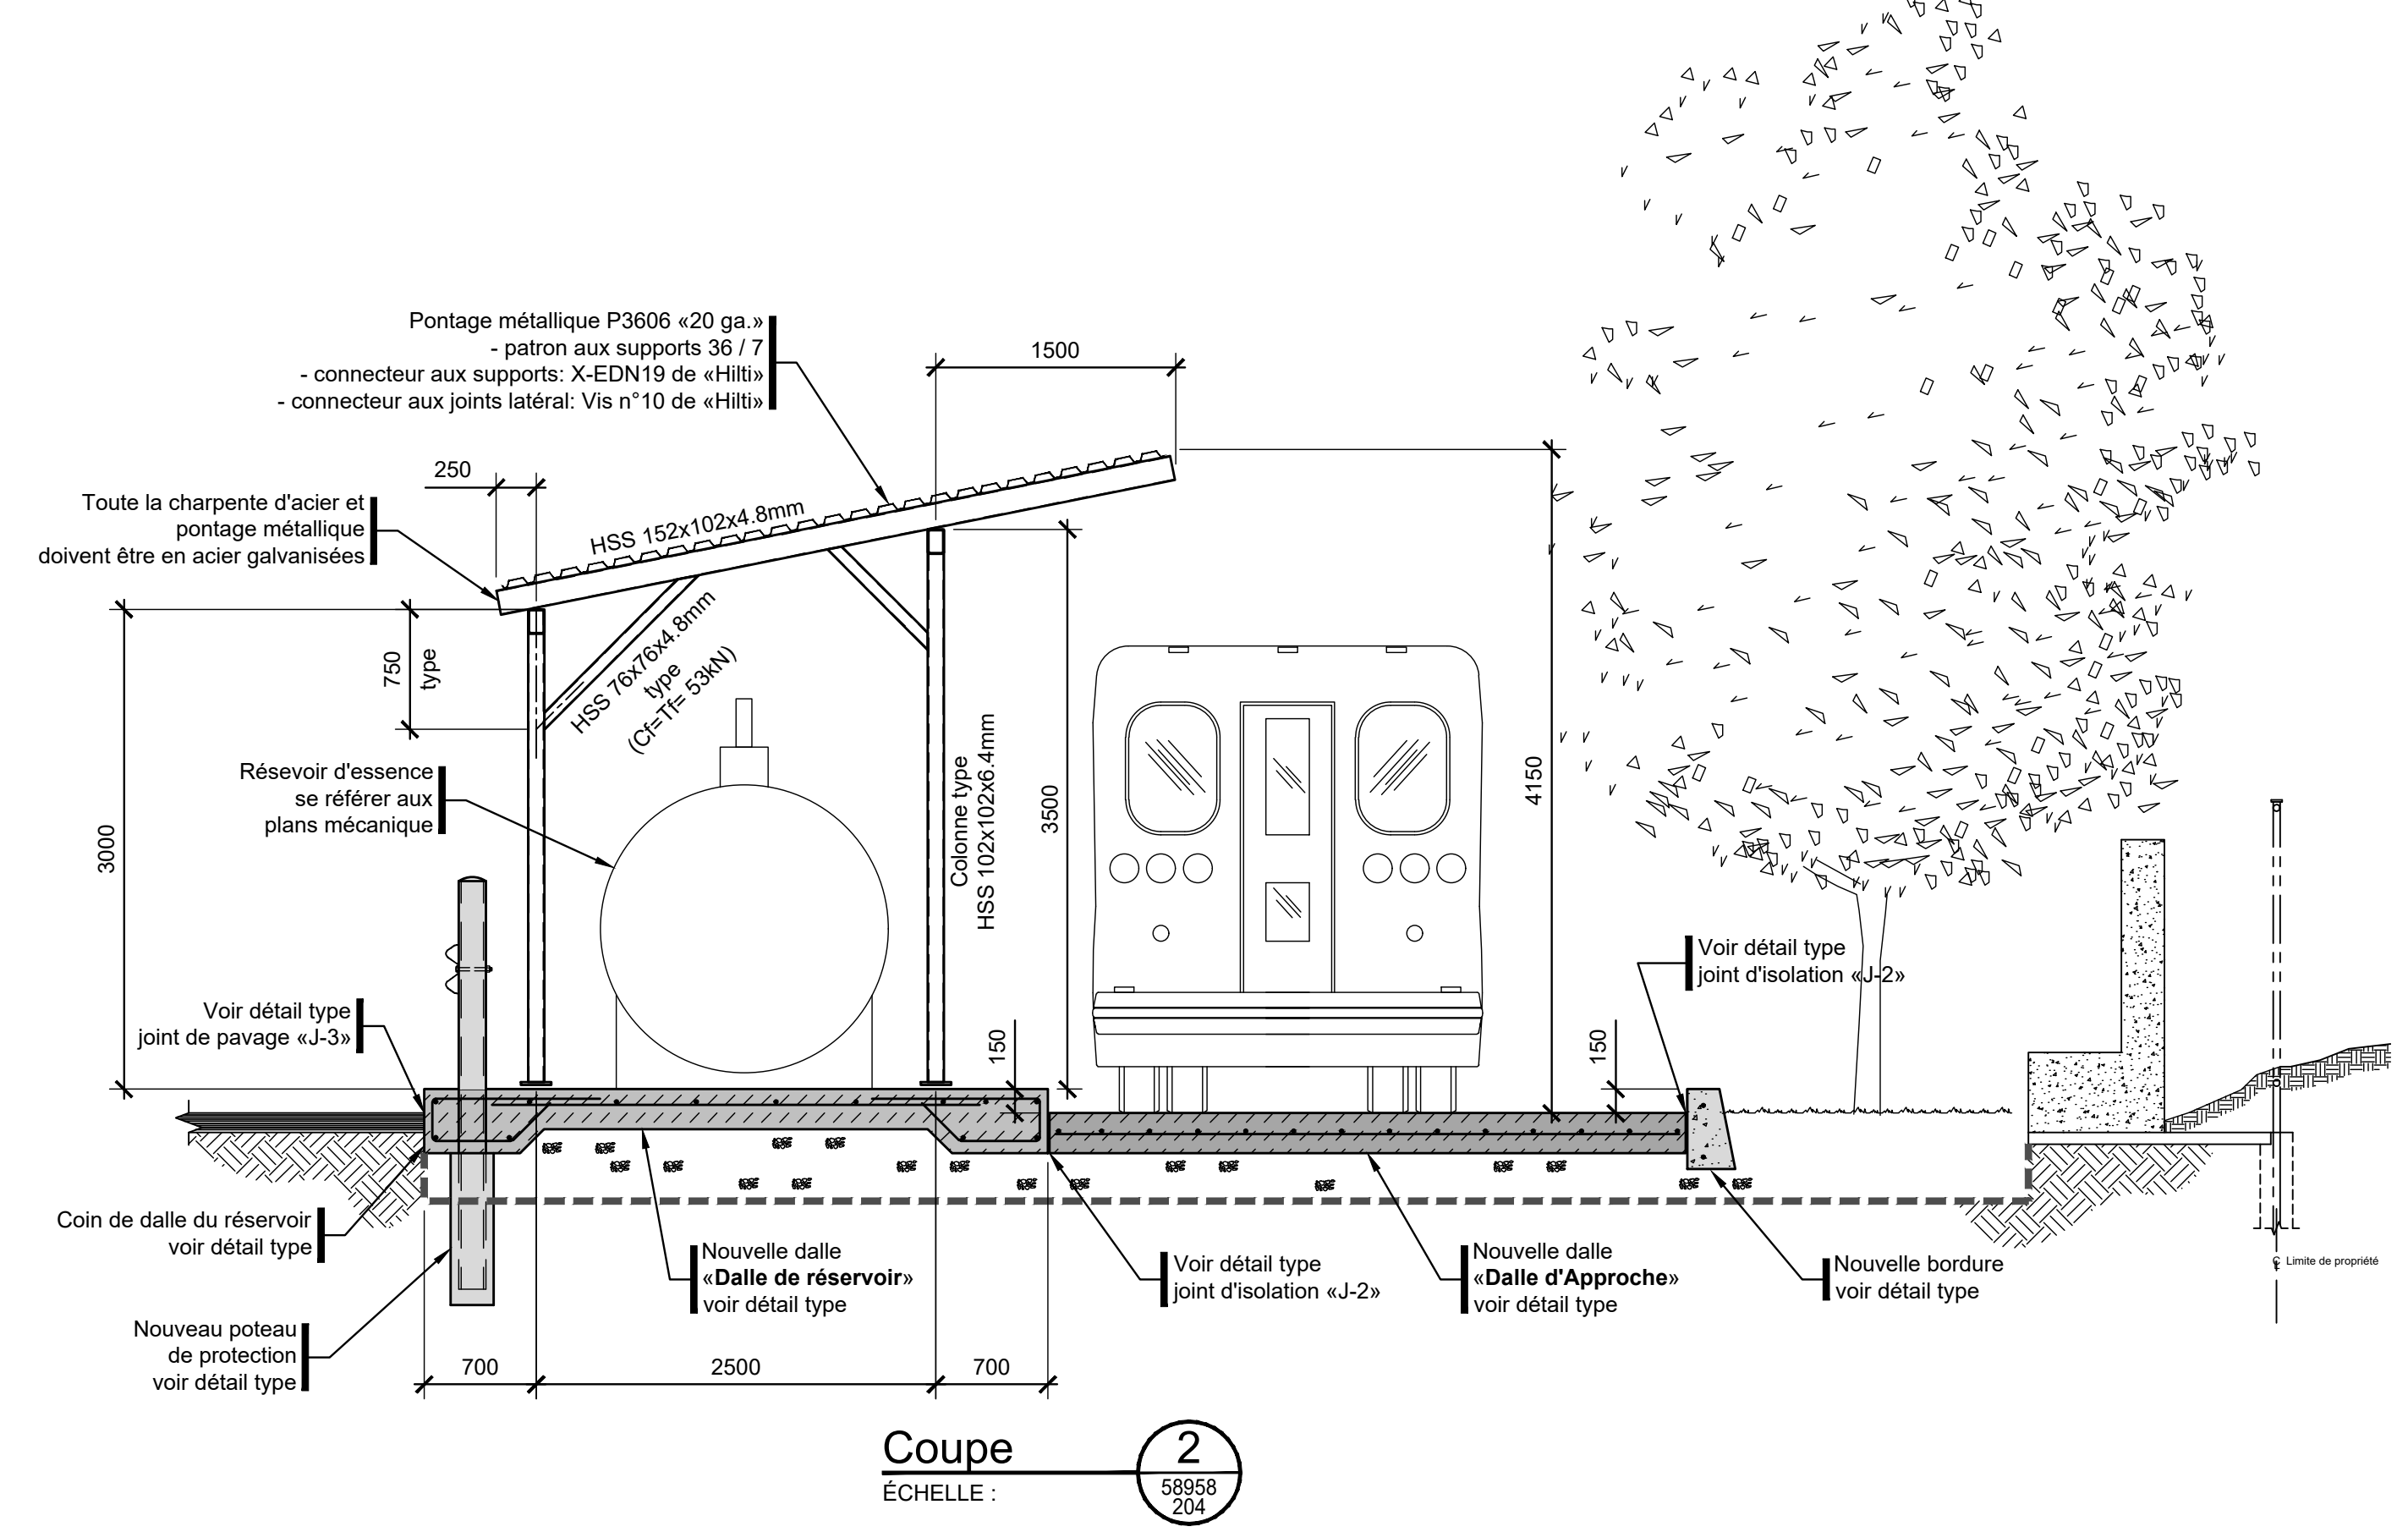 Pontage métallique P3606 «20 ga.»
- patron aux supports 36 / 7
- connecteur aux supports: X-EDN19 de «Hilti»
- connecteur aux joints latéral: Vis n°10 de «Hilti»
1500
250
Toute la charpente d'acier et
pontage métallique
doivent être en acier galvanisées
HSS 152x102x4.8mm
750
type
HSS 76x76x4.8mm
type
(Cf=Tf= 53kN)
Résevoir d'essence
se référer aux
plans mécanique
3000
Colonne type
HSS 102x102x6.4mm
3500
4150
Voir détail type
joint d'isolation «J-2»
Voir détail type
joint de pavage «J-3»
150
150
Coin de dalle du réservoir
voir détail type
Nouvelle dalle
«Dalle de réservoir»
voir détail type
Voir détail type
joint d'isolation «J-2»
Nouvelle dalle
«Dalle d'Approche»
voir détail type
Nouvelle bordure
voir détail type
℄ Limite de propriété
Nouveau poteau
de protection
voir détail type
700
2500
700
Coupe
ÉCHELLE :
2
58958
204